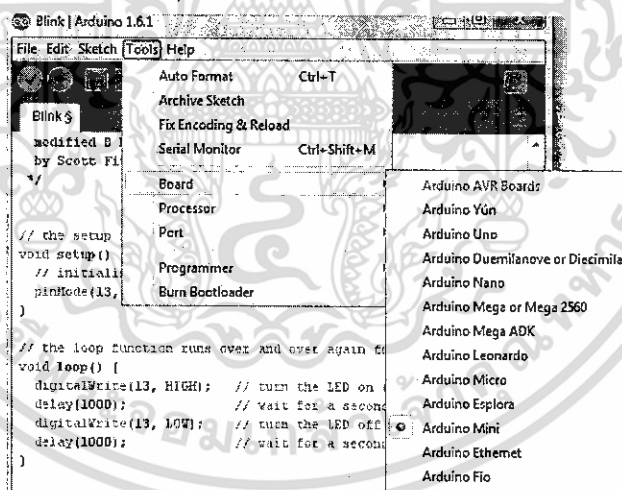 Blink | Arduino 1.6.1
File Edit Sketch Tools Help
Auto Format Ctrl+T
Archive Sketch
Fix Encoding & Reload
Serial Monitor Ctrl+Shift+M
Board
Processor
Port
Programmer
Burn Bootloader
Arduino AVR Boards
Arduino Yún
Arduino Uno
Arduino Duemilanove or Diecimila
Arduino Nano
Arduino Mega or Mega 2560
Arduino Mega ADK
Arduino Leonardo
Arduino Micro
Arduino Esplora
Arduino Mini
Arduino Ethernet
Arduino Fio
Blink §
modified 8
by Scott Fi
*/
// the setup
void setup()
// initiali
pinMode(13,
}
// the loop function runs over and over again f
void loop() {
digitalWrite(13, HIGH); // turn the LED on (
delay(1000); // wait for a second
digitalWrite(13, LOW); // turn the LED off
delay(1000); // wait for a second
}